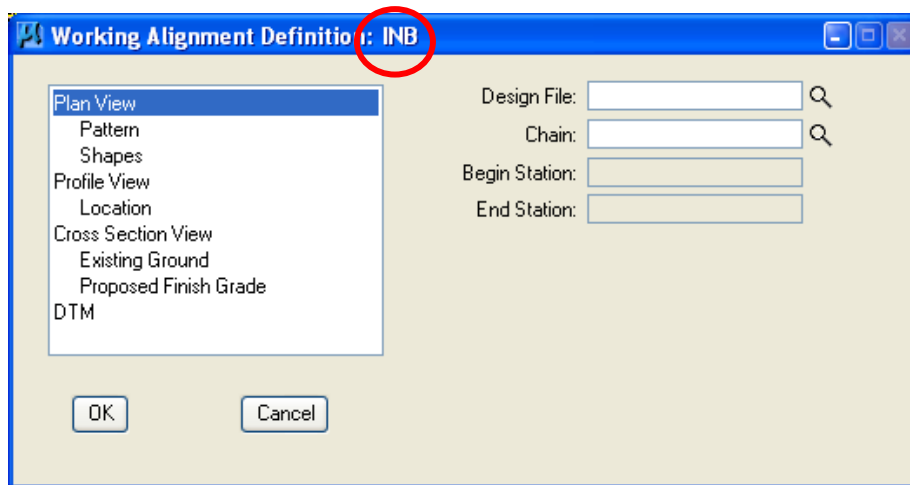 Working Alignment Definition: INB
Plan View
Pattern
Shapes
Profile View
Location
Cross Section View
Existing Ground
Proposed Finish Grade
DTM
Design File:
Chain:
Begin Station:
End Station:
OK
Cancel